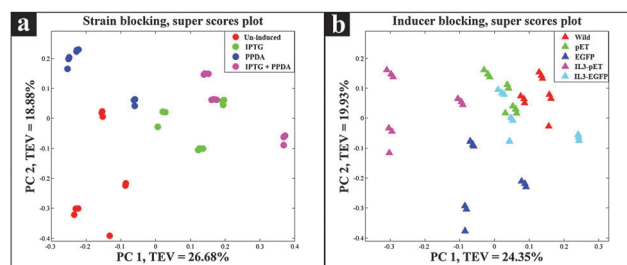 a
Strain blocking, super scores plot
Un-induced
IPTG
PPDA
IPTG + PPDA
PC 2, TEV = 18.88%
0.2
0.1
0
-0.1
-0.2
-0.3
-0.4
-0.3
-0.2
-0.1
0
0.1
0.2
0.3
0.4
PC 1, TEV = 26.68%
b
Inducer blocking, super scores plot
Wild
pET
EGFP
IL3-pET
IL3-EGFP
PC 2, TEV = 19.93%
0.2
0.1
0
-0.1
-0.2
-0.3
-0.4
-0.3
-0.2
-0.1
0
0.1
0.2
0.3
PC 1, TEV = 24.35%